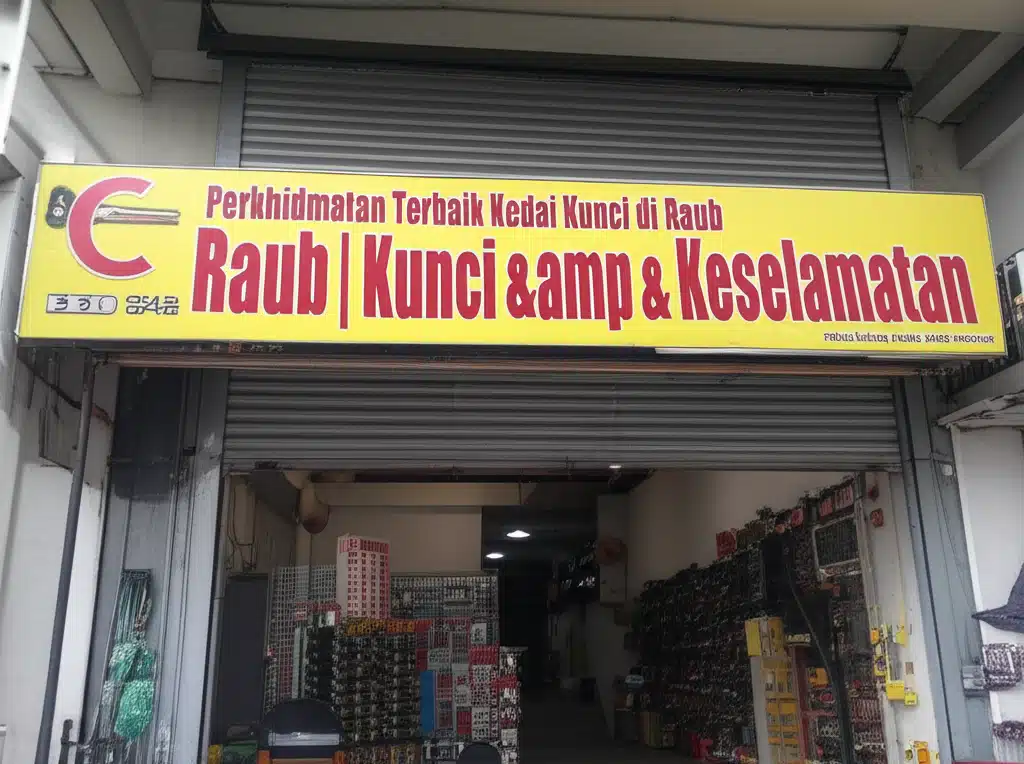 Perkhidmatan Terbaik Kedai Kunci di Raub
Raub | Kunci &amp & Keselamatan